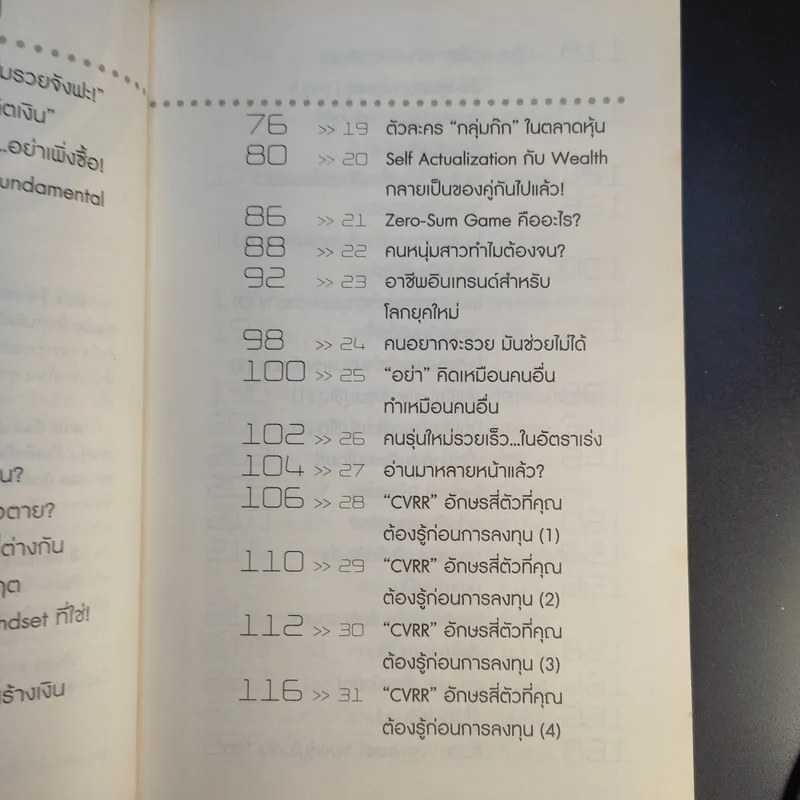 มรวยจังฟะ!"
ตเงิน"
...อย่าเพิ่งซื้อ!
undamental
น?
ตาย?
ต่างกัน
ndset ที่ใช่!
ร้างเงิน
76 >> 19 ตัวละคร "กลุ่มก๊ก" ในตลาดหุ้น
80 >> 20 Self Actualization กับ Wealth
กลายเป็นของคู่กันไปแล้ว!
86 >> 21 Zero-Sum Game คืออะไร?
88 >> 22 คนหนุ่มสาวทำไมต้องจน?
92 >> 23 อาชีพอินเทรนด์สำหรับ
โลกยุคใหม่
98 >> 24 คนอยากจะรวย มันช่วยไม่ได้
100 >> 25 "อย่า" คิดเหมือนคนอื่น
ทำเหมือนคนอื่น
102 >> 26 คนรุ่นใหม่รวยเร็ว...ในอัตราเร่ง
104 >> 27 อ่านมาหลายหน้าแล้ว?
106 >> 28 "CVRR" อักษรสี่ตัวที่คุณ
ต้องรู้ก่อนการลงทุน (1)
110 >> 29 "CVRR" อักษรสี่ตัวที่คุณ
ต้องรู้ก่อนการลงทุน (2)
112 >> 30 "CVRR" อักษรสี่ตัวที่คุณ
ต้องรู้ก่อนการลงทุน (3)
116 >> 31 "CVRR" อักษรสี่ตัวที่คุณ
ต้องรู้ก่อนการลงทุน (4)